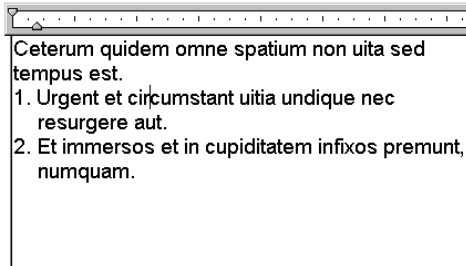 Ceterum quidem omne spatium non uita sed
tempus est.
1. Urgent et circumstant uitia undique nec
resurgere aut.
2. Et immersos et in cupiditatem infixos premunt,
numquam.